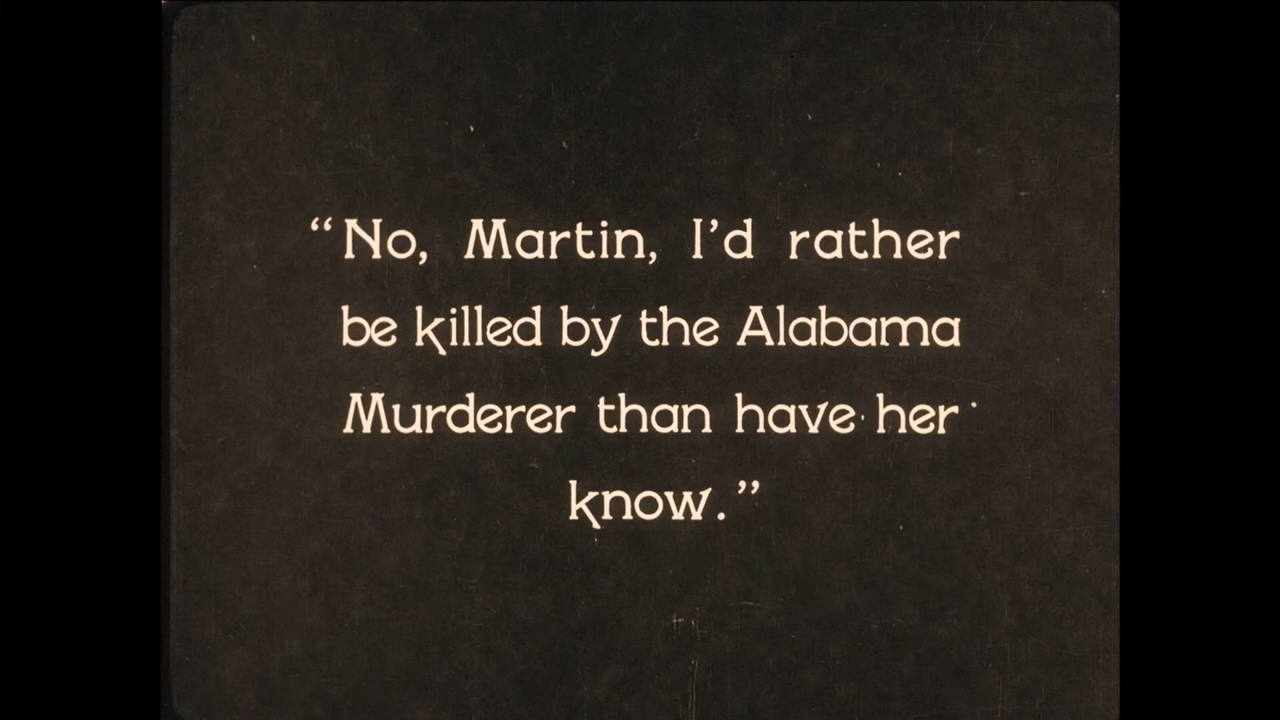 “No, Martin, I’d rather
be killed by the Alabama
Murderer than have her
know.”